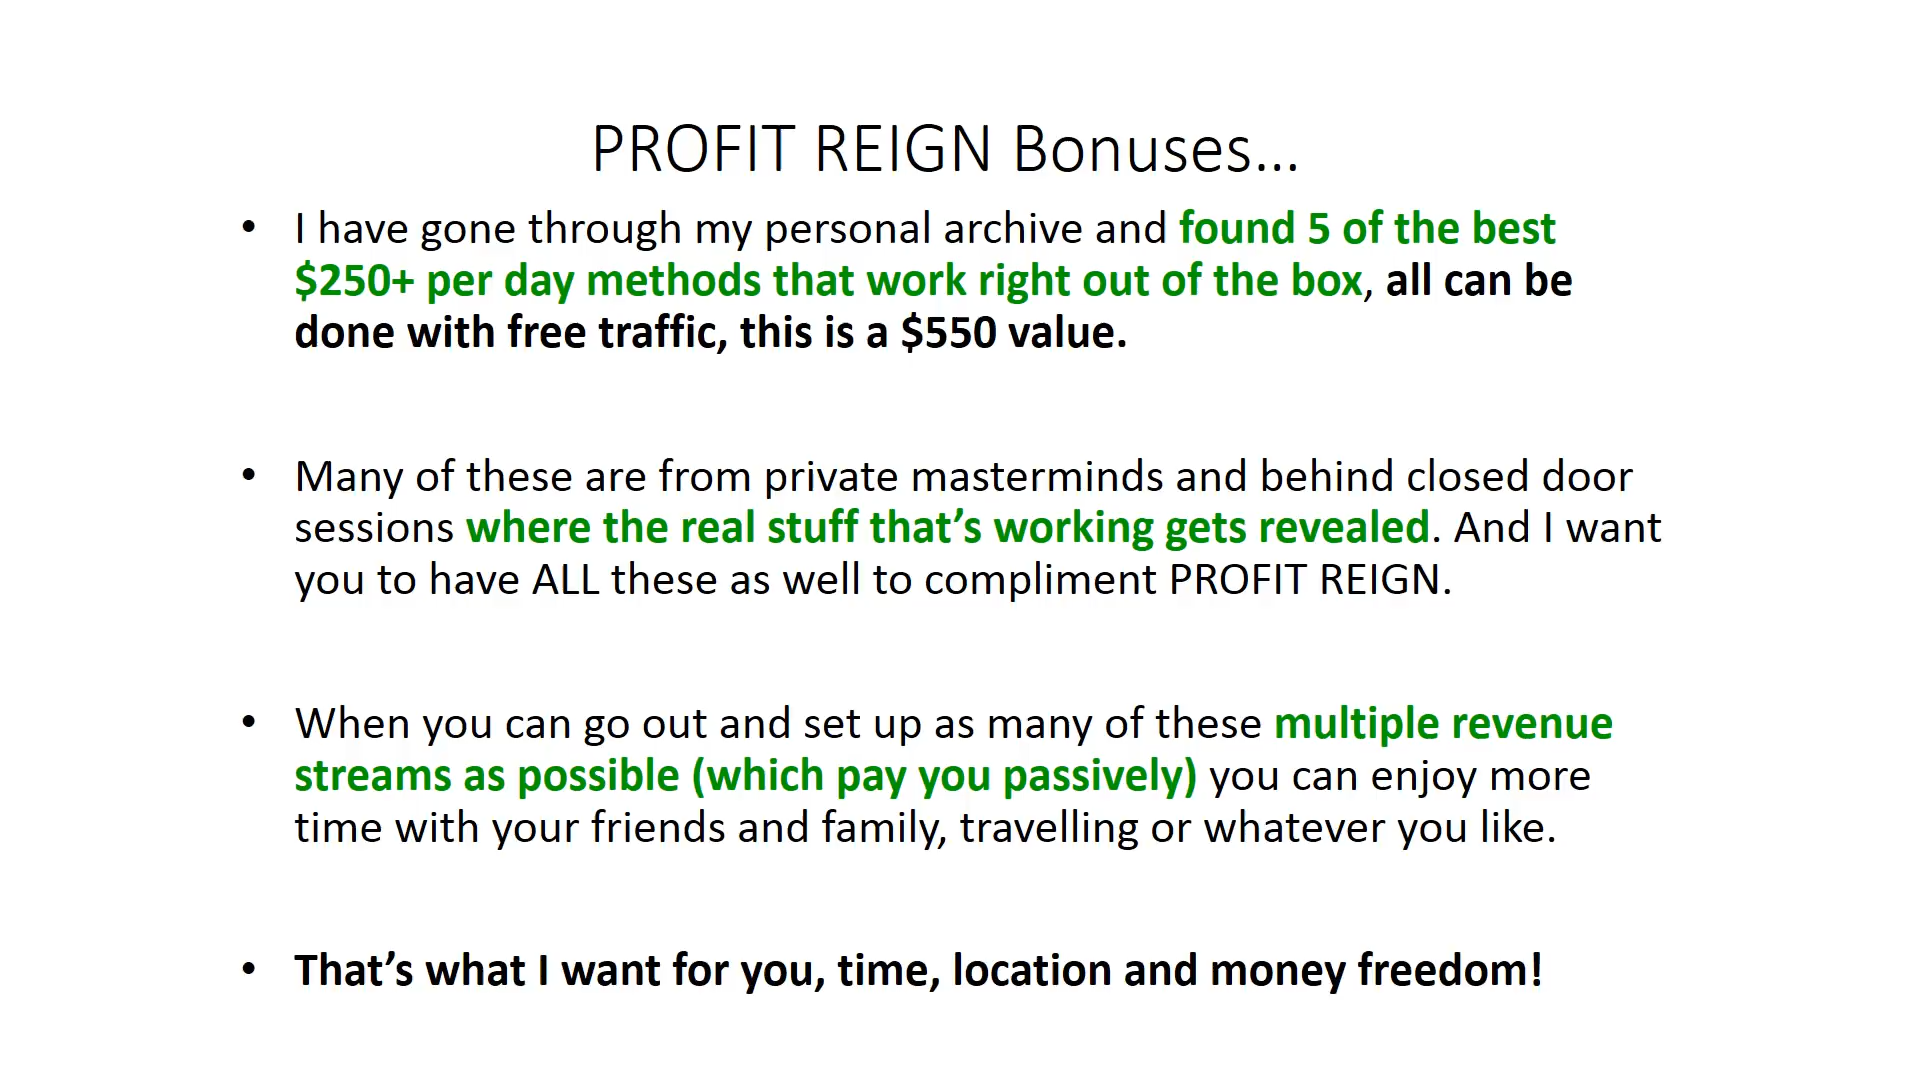 PROFIT REIGN Bonuses...
• I have gone through my personal archive and found 5 of the best
$250+ per day methods that work right out of the box, all can be
done with free traffic, this is a $550 value.
• Many of these are from private masterminds and behind closed door
sessions where the real stuff that’s working gets revealed. And I want
you to have ALL these as well to compliment PROFIT REIGN.
• When you can go out and set up as many of these multiple revenue
streams as possible (which pay you passively) you can enjoy more
time with your friends and family, travelling or whatever you like.
• That’s what I want for you, time, location and money freedom!